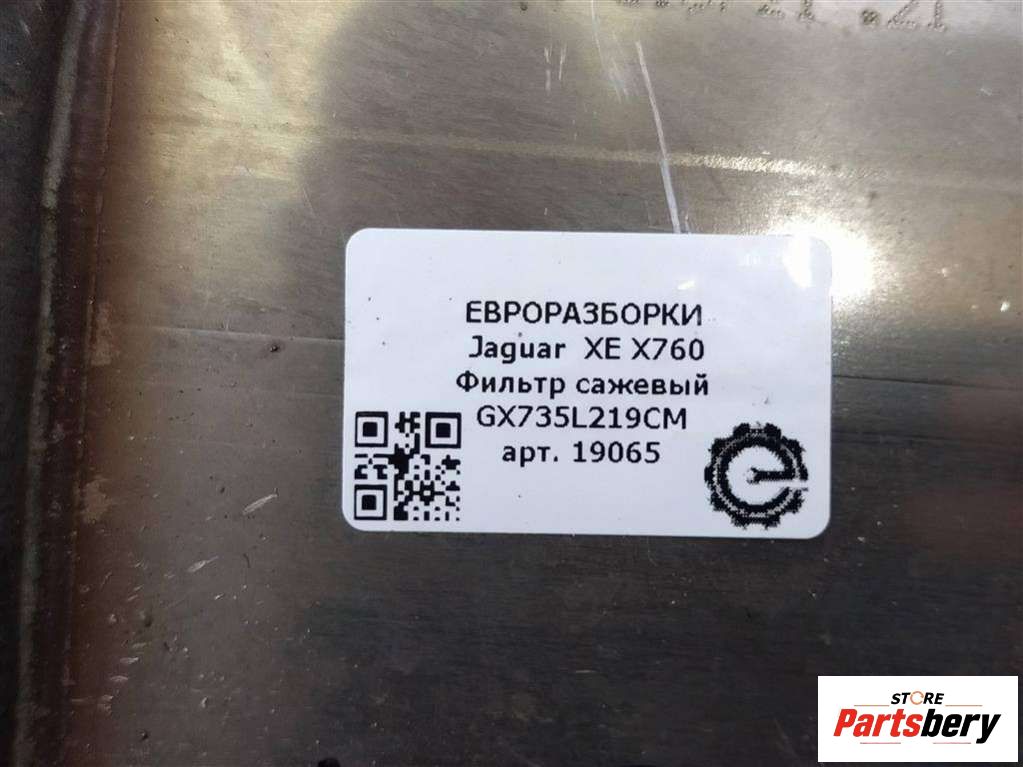 ЕВРОРАЗБОРКИ
Jaguar XE X760
Фильтр сажевый
GX735L219CM
арт. 19065
STORE
Partsbery